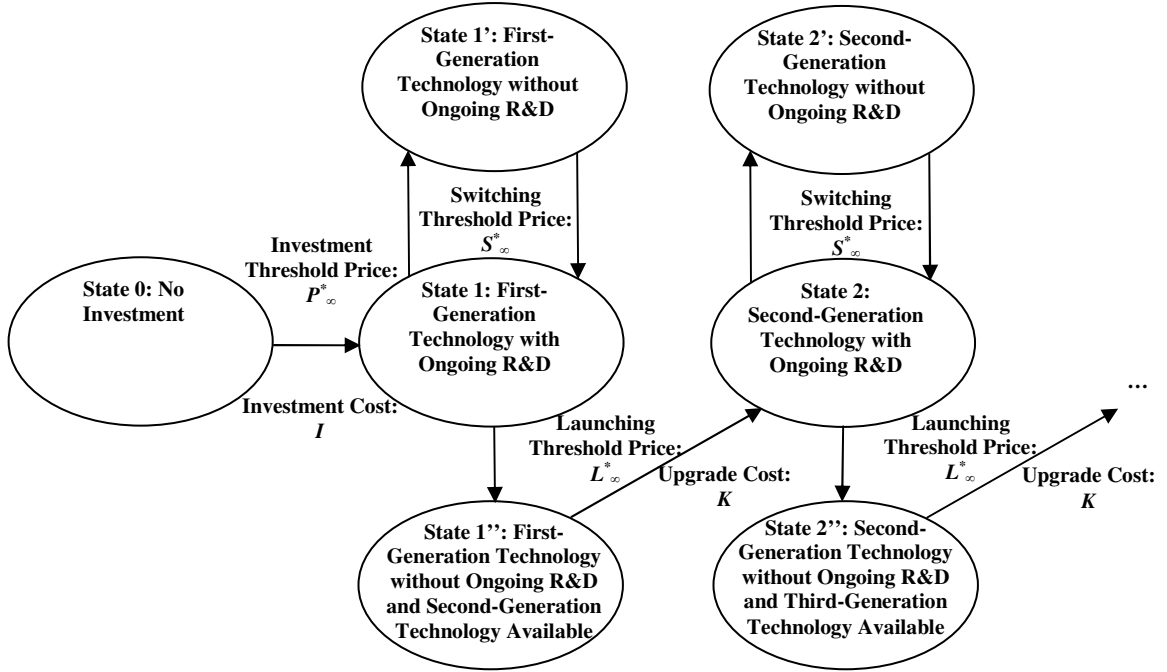 State 1’: First-
Generation
Technology without
Ongoing R&D
State 2’: Second-
Generation
Technology without
Ongoing R&D
Switching
Threshold Price:
S*∞
Switching
Threshold Price:
S*∞
Investment
Threshold Price:
P*∞
State 0: No
Investment
State 1: First-
Generation
Technology with
Ongoing R&D
State 2:
Second-Generation
Technology with
Ongoing R&D
...
Investment Cost:
I
Launching
Threshold Price:
L*∞
Upgrade Cost:
K
Launching
Threshold Price:
L*∞
Upgrade Cost:
K
State 1’’: First-
Generation Technology
without Ongoing R&D
and Second-Generation
Technology Available
State 2’’: Second-
Generation Technology
without Ongoing R&D
and Third-Generation
Technology Available